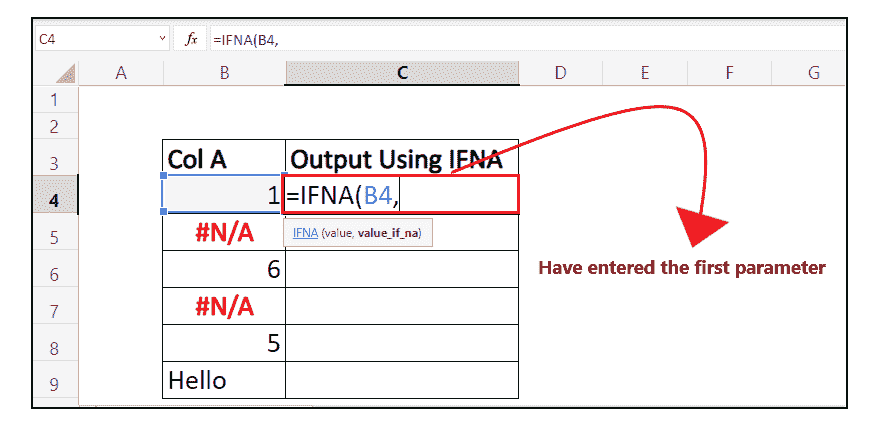 C4 fx =IFNA(B4,
A B C D E F G
1
2
3 Col A Output Using IFNA
4 1 =IFNA(B4,
5 #N/A IFNA (value, value_if_na)
6 6 Have entered the first parameter
7 #N/A
8 5
9 Hello